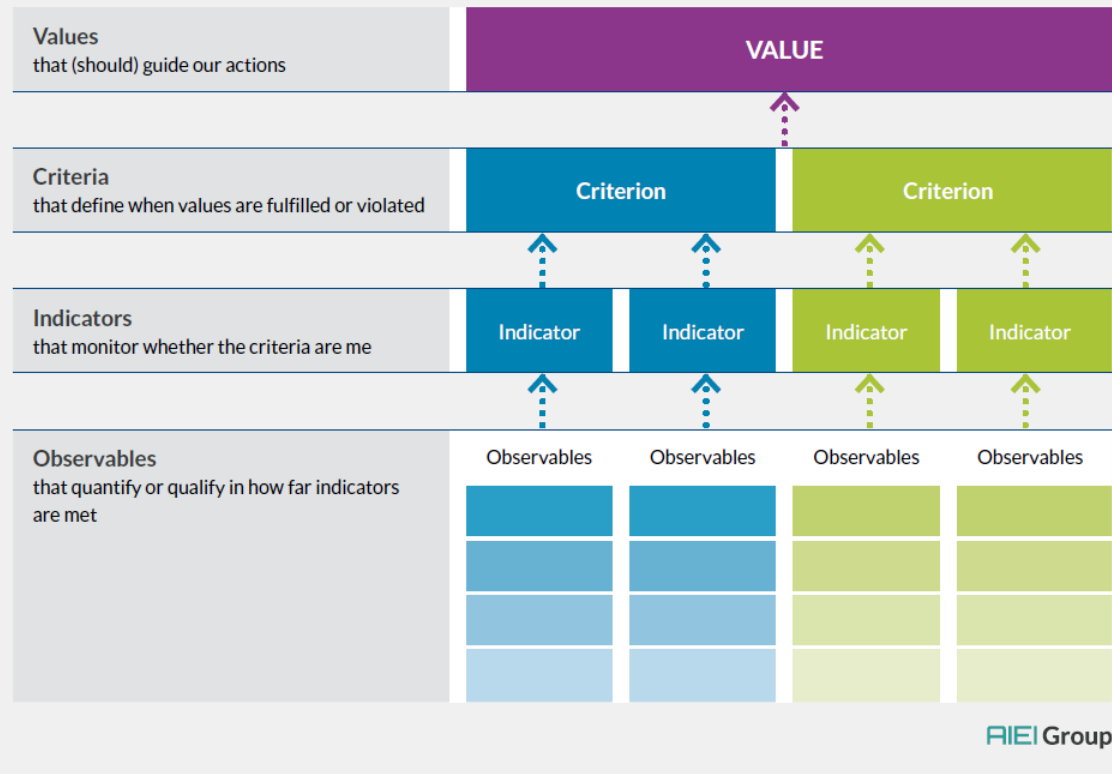 Values
that (should) guide our actions
VALUE
Criteria
that define when values are fulfilled or violated
Criterion
Criterion
Indicators
that monitor whether the criteria are me
Indicator
Indicator
Indicator
Indicator
Observables
that quantify or qualify in how far indicators
are met
Observables
Observables
Observables
Observables
AIEI Group